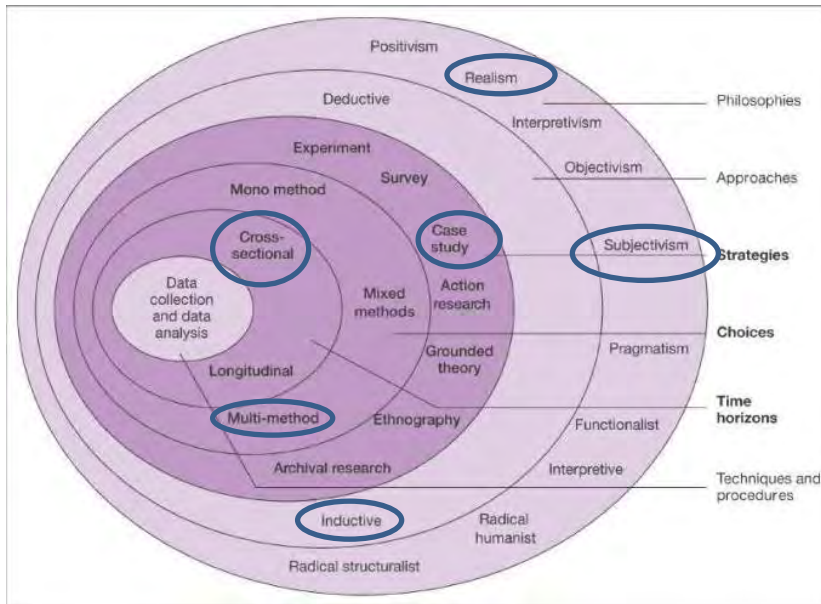 Positivism
Realism
Philosophies
Deductive
Interpretivism
Experiment
Objectivism
Approaches
Survey
Mono method
Cross-
sectional
Case
study
Subjectivism
Strategies
Data
collection
and data
analysis
Mixed
methods
Action
research
Choices
Grounded
theory
Pragmatism
Longitudinal
Time
horizons
Multi-method
Ethnography
Functionalist
Archival research
Interpretive
Techniques and
procedures
Inductive
Radical
humanist
Radical structuralist